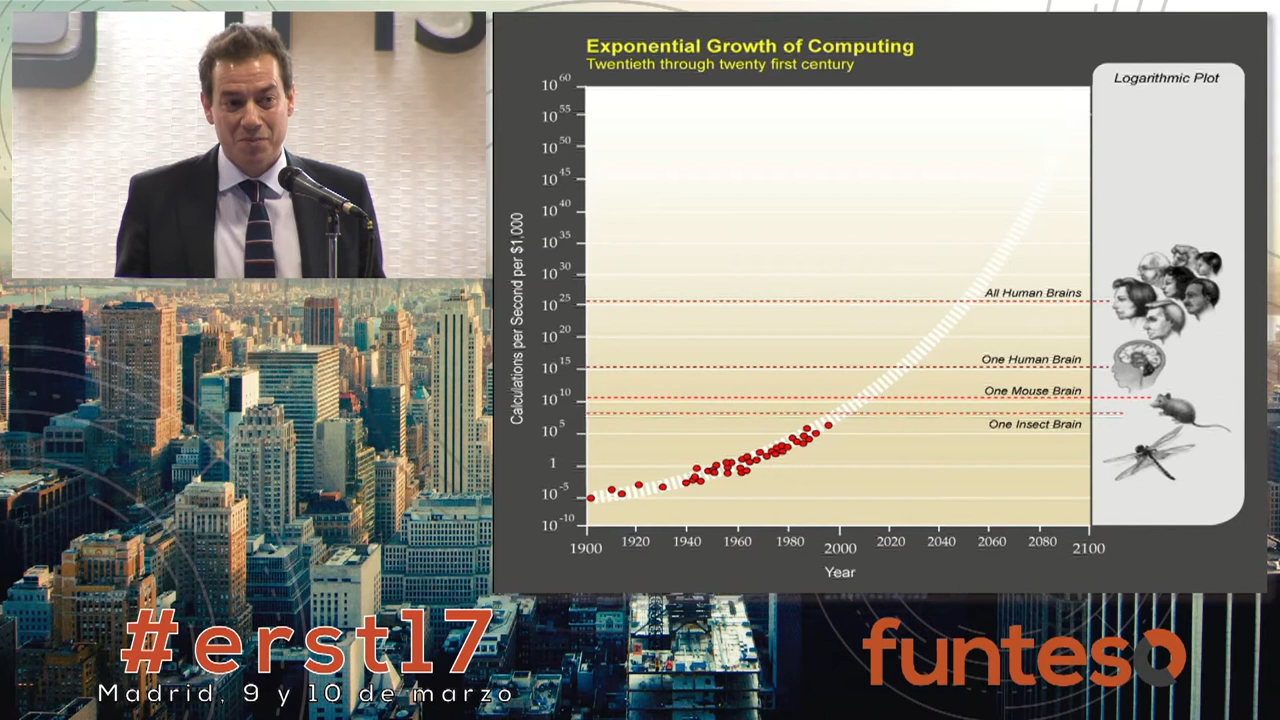 Exponential Growth of Computing
Twentieth through twenty first century
Logarithmic Plot
Calculations per Second per $1,000
10^60
10^55
10^50
10^45
10^40
10^35
10^30
10^25
10^20
10^15
10^10
10^5
1
10^-5
10^-10
All Human Brains
One Human Brain
One Mouse Brain
One Insect Brain
1900 1920 1940 1960 1980 2000 2020 2040 2060 2080 2100
Year
#erst17
Madrid, 9 y 10 de marzo
funteso